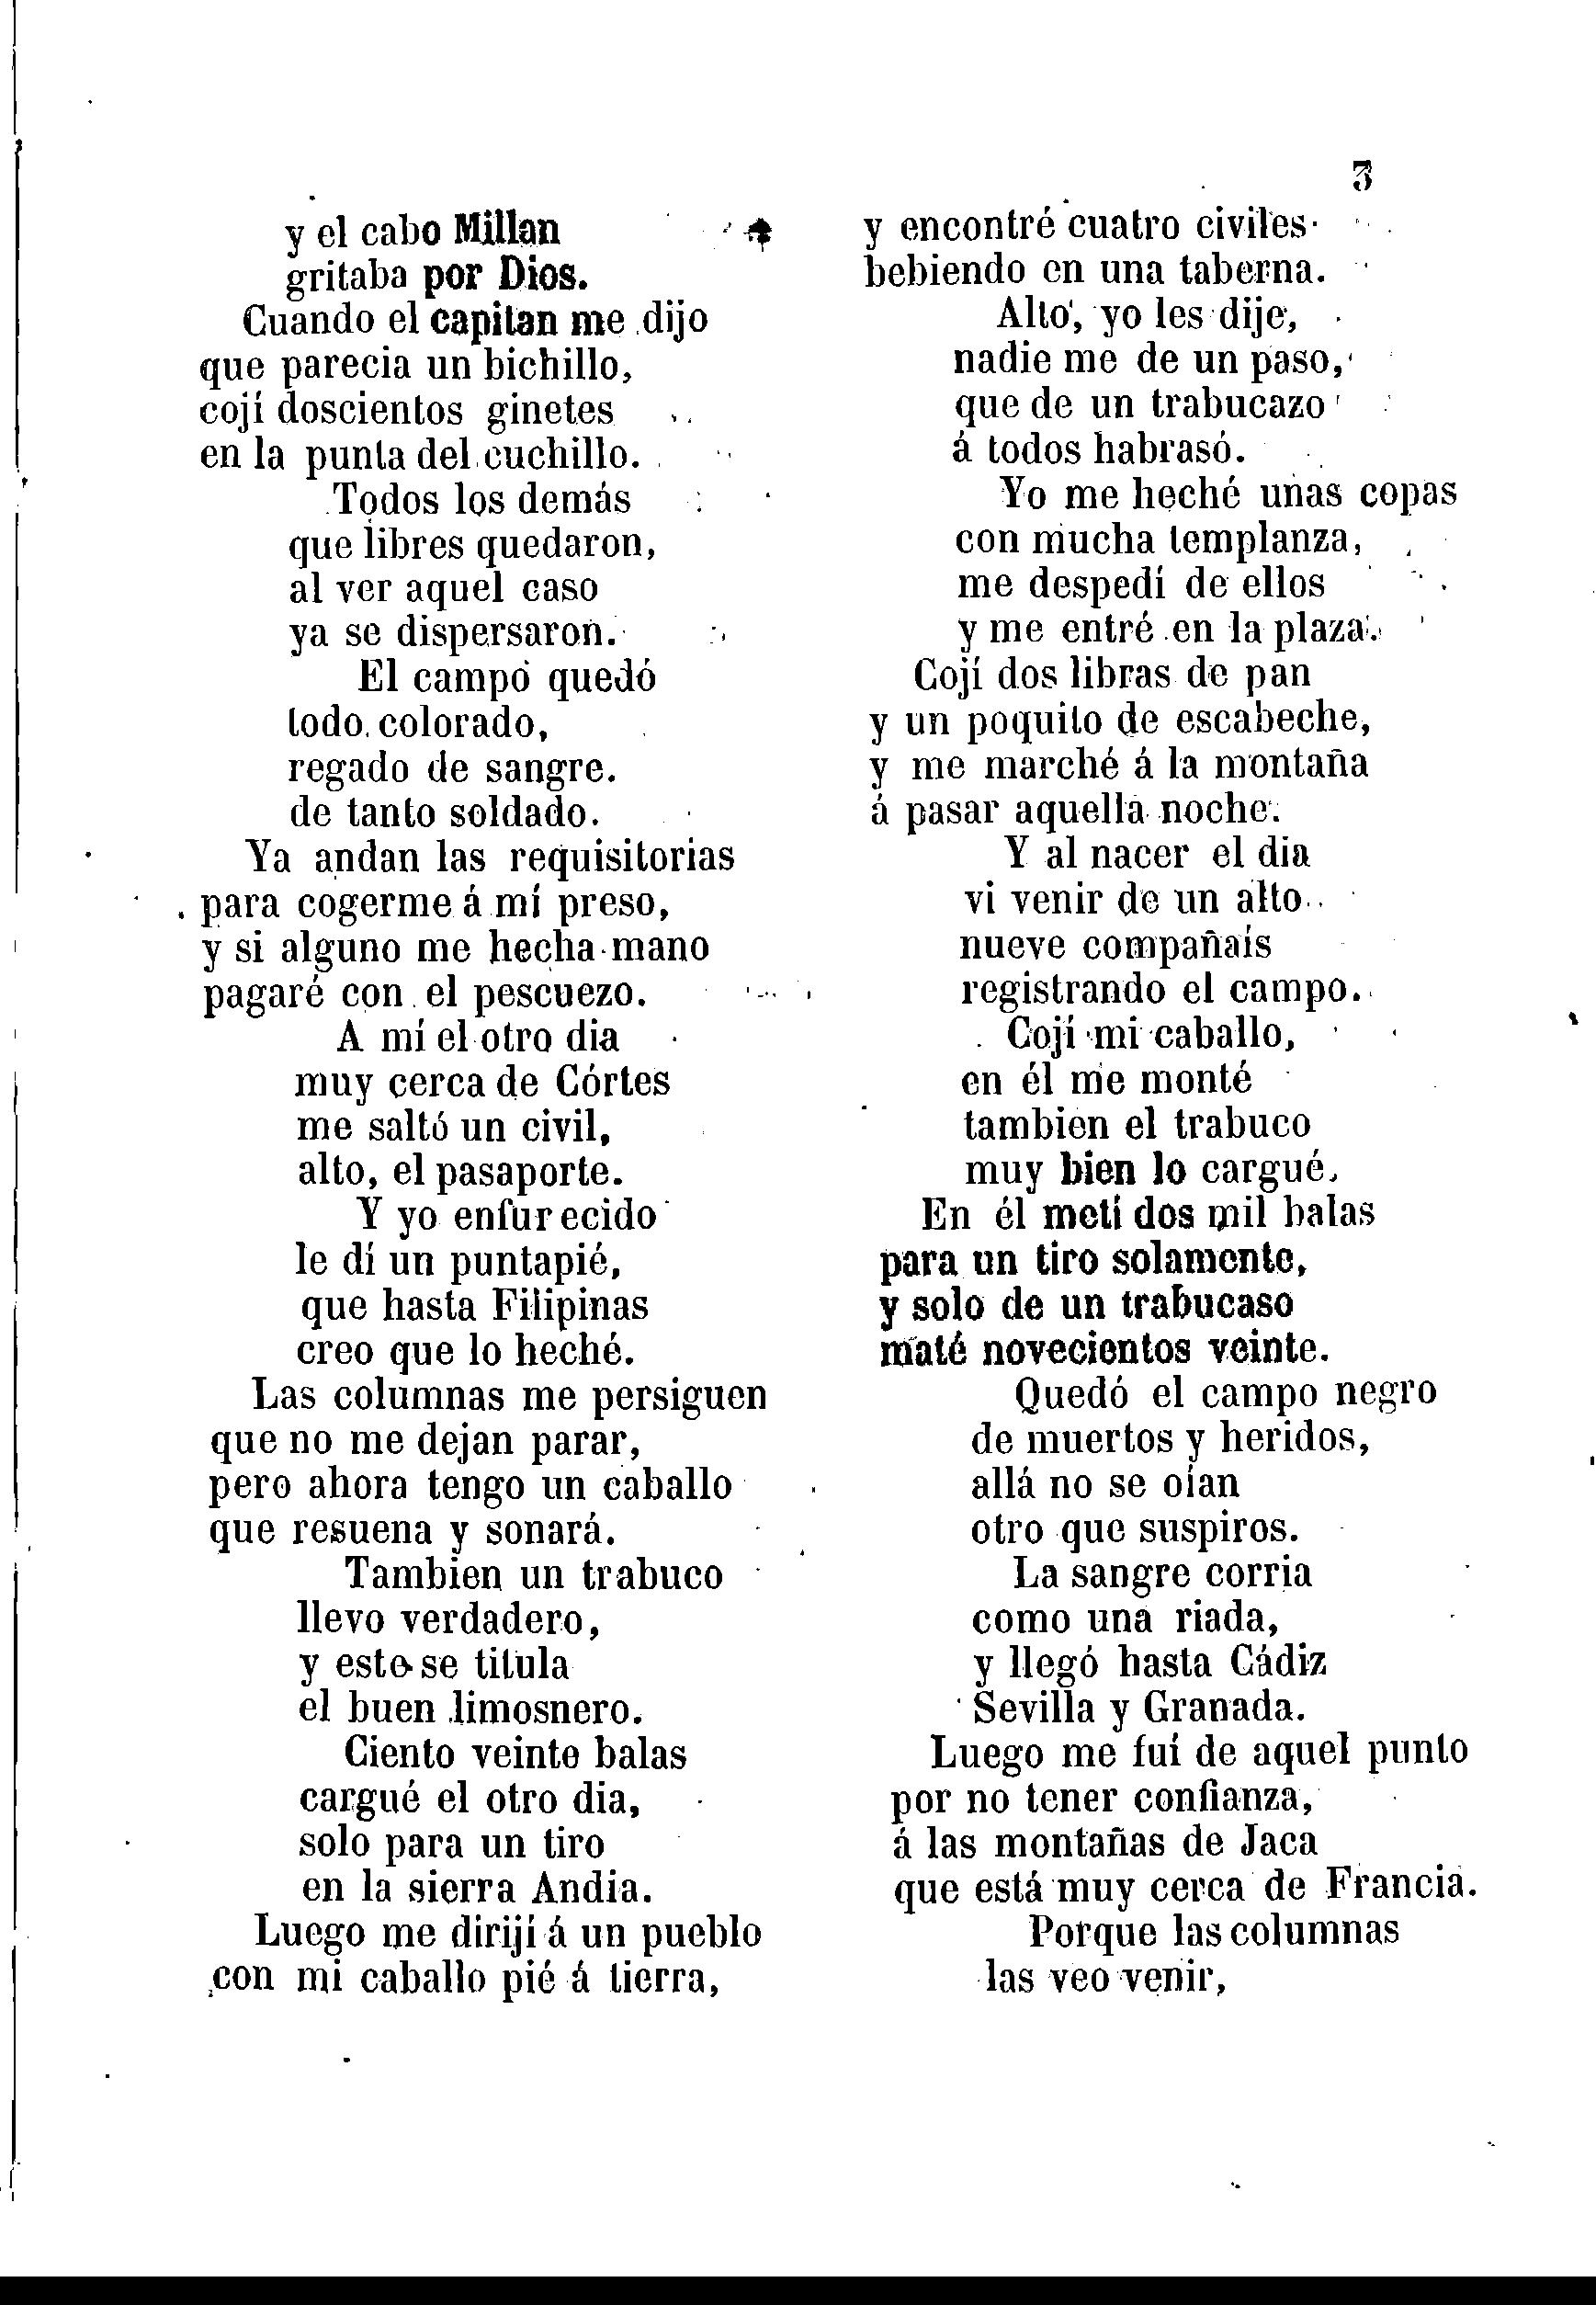 3
y el cabo Millan
gritaba por Dios.
Cuando el capitan me dijo
que parecia un bichillo,
cojí doscientos ginetes
en la punta del cuchillo.
Todos los demás
que libres quedaron,
al ver aquel caso
ya se dispersaron.
El campo quedó
todo colorado,
regado de sangre.
de tanto soldado.
Ya andan las requisitorias
para cogerme á mí preso,
y si alguno me hecha mano
pagaré con el pescuezo.
A mí el otro dia
muy cerca de Córtes
me saltó un civil,
alto, el pasaporte.
Y yo enfur ecido
le dí un puntapié,
que hasta Filipinas
creo que lo heché.
Las columnas me persiguen
que no me dejan parar,
pero ahora tengo un caballo
que resuena y sonará.
Tambien un trabuco
llevo verdadero,
y este se titula
el buen limosnero.
Ciento veinte balas
cargué el otro dia,
solo para un tiro
en la sierra Andia.
Luego me dirijí á un pueblo
con mi caballo pié á tierra,
y encontré cuatro civiles
bebiendo en una taberna.
Alto, yo les dije,
nadie me de un paso,
que de un trabucazo
á todos habrasó.
Yo me heché unas copas
con mucha templanza,
me despedí de ellos
y me entré en la plaza.
Cojí dos libras de pan
y un poquito de escabeche,
y me marché á la montaña
á pasar aquella noche.
Y al nacer el dia
vi venir de un alto
nueve compañaís
registrando el campo.
Cojí mi caballo,
en él me monté
tambien el trabuco
muy bien lo cargué,
En él metí dos mil balas
para un tiro solamente,
y solo de un trabucaso
maté novecientos veinte.
Quedó el campo negro
de muertos y heridos,
allá no se oían
otro que suspiros.
La sangre corria
como una riada,
y llegó hasta Cádiz
Sevilla y Granada.
Luego me fuí de aquel punto
por no tener confianza,
á las montañas de Jaca
que está muy cerca de Francia.
Porque las columnas
las veo venir,